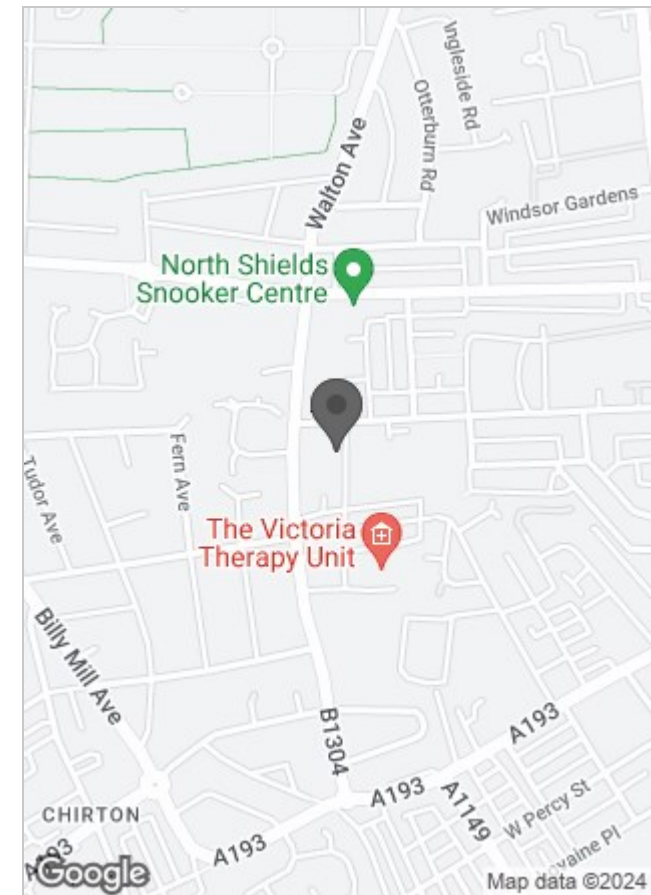 Ingleside Rd
Otterburn Rd
Walton Ave
Windsor Gardens
North Shields
Snooker Centre
Fern Ave
Tudor Ave
The Victoria
Therapy Unit
Billy Mill Ave
B1304
A193
A193
A1149
W Percy St
CHIRTON
A193
A193
Google
Map data ©2024